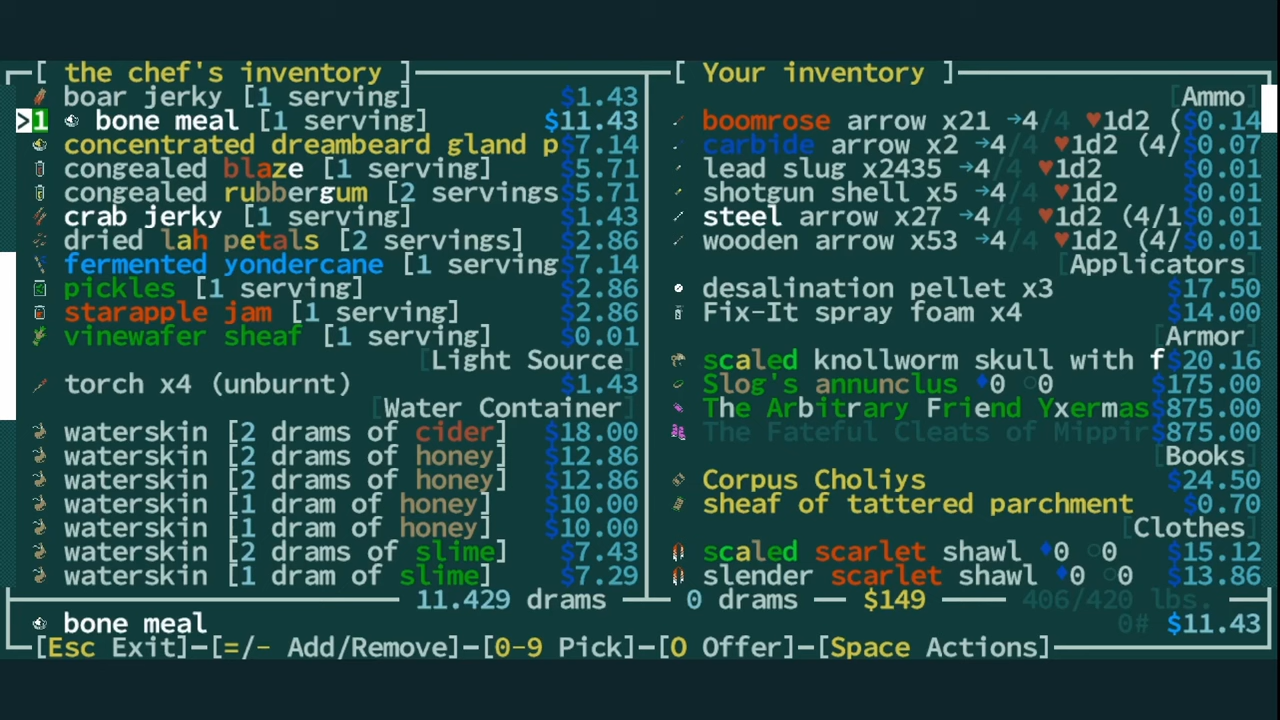 [ the chef's inventory ]
boar jerky [1 serving] $1.43
>1 bone meal [1 serving] $11.43
concentrated dreambeard gland p$7.14
congealed blaze [1 serving] $5.71
congealed rubbergum [2 servings$5.71
crab jerky [1 serving] $1.43
dried lah petals [2 servings] $2.86
fermented yondercane [1 serving$7.14
pickles [1 serving] $2.86
starapple jam [1 serving] $2.86
vinewafer sheaf [1 serving] $0.01
[Light Source]
torch x4 (unburnt) $1.43
[Water Container]
waterskin [2 drams of cider] $18.00
waterskin [2 drams of honey] $12.86
waterskin [2 drams of honey] $12.86
waterskin [1 dram of honey] $10.00
waterskin [1 dram of honey] $10.00
waterskin [2 drams of slime] $7.43
waterskin [1 dram of slime] $7.29
11.429 drams
[ Your inventory ]
[Ammo]
boomrose arrow x21 →4/4 ♥1d2 ($0.14
carbide arrow x2 →4/4 ♥1d2 (4/$0.07
lead slug x2435 →4/4 ♥1d2 $0.01
shotgun shell x5 →4/4 ♥1d2 $0.01
steel arrow x27 →4/4 ♥1d2 (4/1$0.01
wooden arrow x53 →4/4 ♥1d2 (4/$0.01
[Applicators]
desalination pellet x3 $17.50
Fix-It spray foam x4 $14.00
[Armor]
scaled knollworm skull with f$20.16
Slog's annunclus ♦0 ○0 $175.00
The Arbitrary Friend Yxermas$875.00
The Fateful Cleats of Mippir$875.00
[Books]
Corpus Choliys $24.50
sheaf of tattered parchment $0.70
[Clothes]
scaled scarlet shawl ♦0 ○0 $15.12
slender scarlet shawl ♦0 ○0 $13.86
0 drams — $149 — 406/420 lbs.
bone meal 0# $11.43
[Esc Exit]–[=/- Add/Remove]–[0-9 Pick]–[O Offer]–[Space Actions]